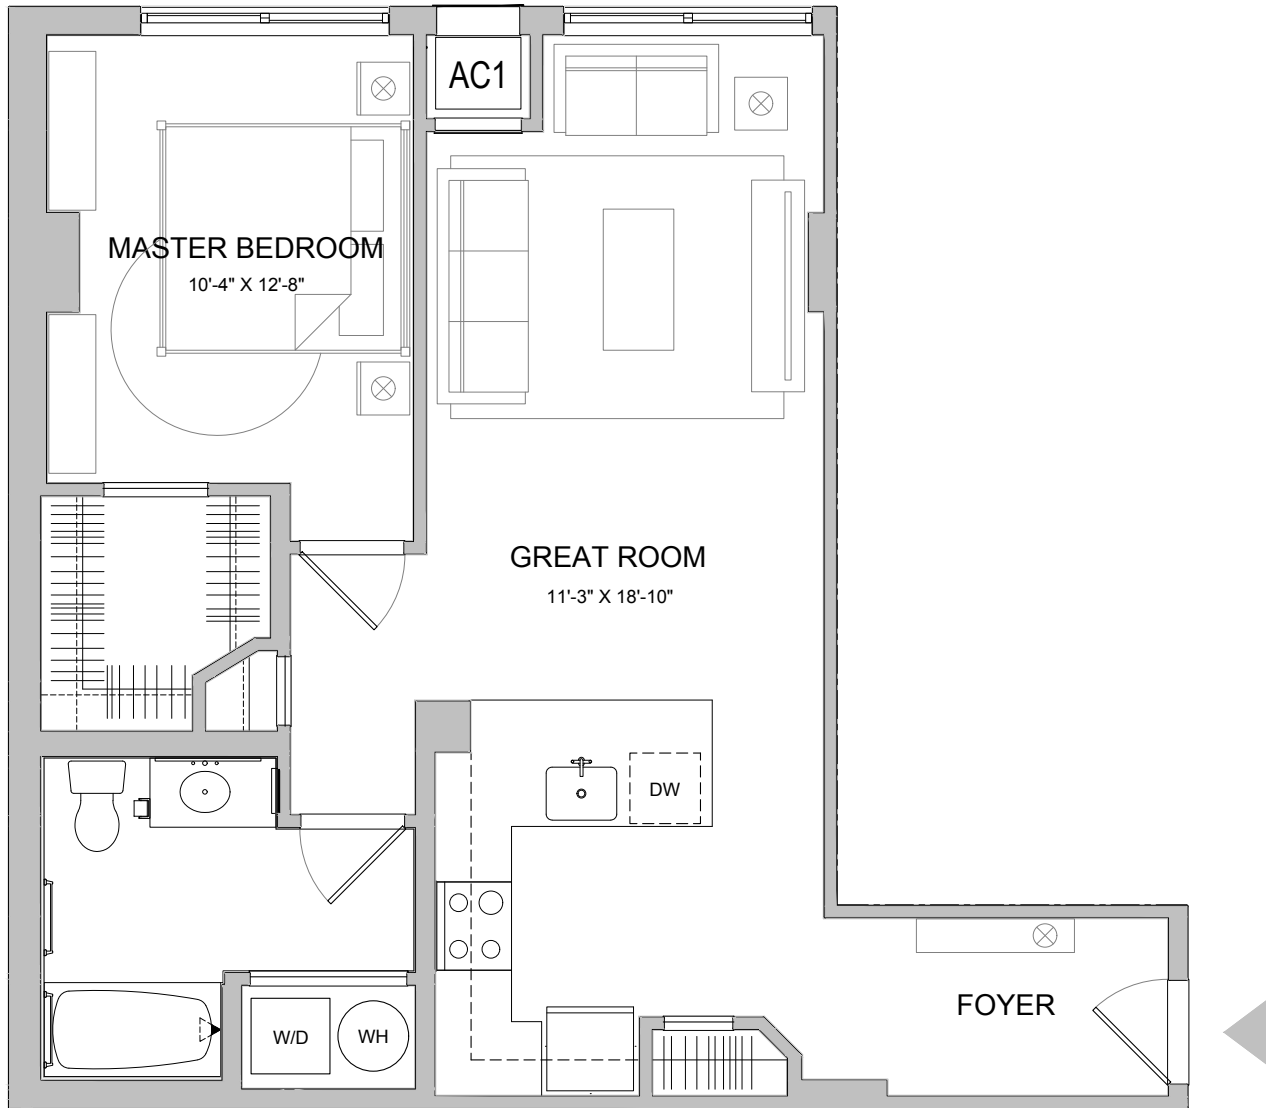 AC1
MASTER BEDROOM
10'-4" X 12'-8"
GREAT ROOM
11'-3" X 18'-10"
DW
FOYER
W/D
WH